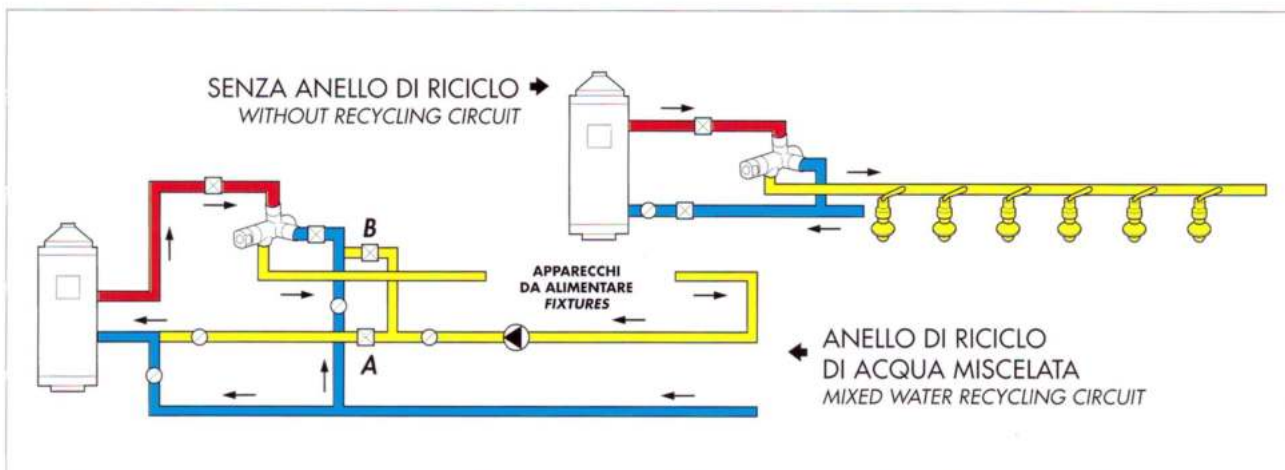 SENZA ANELLO DI RICICLO
WITHOUT RECYCLING CIRCUIT
B
APPARECCHI
DA ALIMENTARE
FIXTURES
A
ANELLO DI RICICLO
DI ACQUA MISCELATA
MIXED WATER RECYCLING CIRCUIT